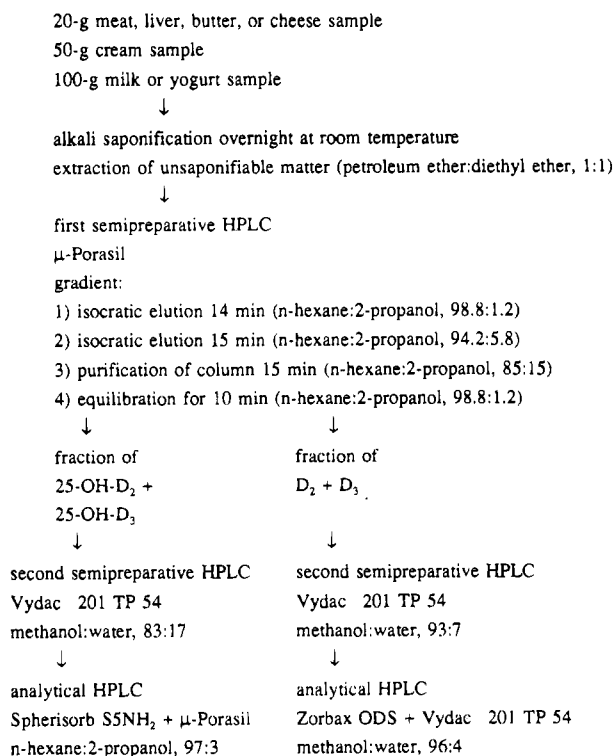 20-g meat, liver, butter, or cheese sample
50-g cream sample
100-g milk or yogurt sample
↓
alkali saponification overnight at room temperature
extraction of unsaponifiable matter (petroleum ether:diethyl ether, 1:1)
↓
first semipreparative HPLC
μ-Porasil
gradient:
1) isocratic elution 14 min (n-hexane:2-propanol, 98.8:1.2)
2) isocratic elution 15 min (n-hexane:2-propanol, 94.2:5.8)
3) purification of column 15 min (n-hexane:2-propanol, 85:15)
4) equilibration for 10 min (n-hexane:2-propanol, 98.8:1.2)
↓
fraction of
25-OH-D₂ +
25-OH-D₃
↓
second semipreparative HPLC
Vydac 201 TP 54
methanol:water, 83:17
↓
analytical HPLC
Spherisorb S5NH₂ + μ-Porasil
n-hexane:2-propanol, 97:3
↓
fraction of
D₂ + D₃
↓
second semipreparative HPLC
Vydac 201 TP 54
methanol:water, 93:7
↓
analytical HPLC
Zorbax ODS + Vydac 201 TP 54
methanol:water, 96:4